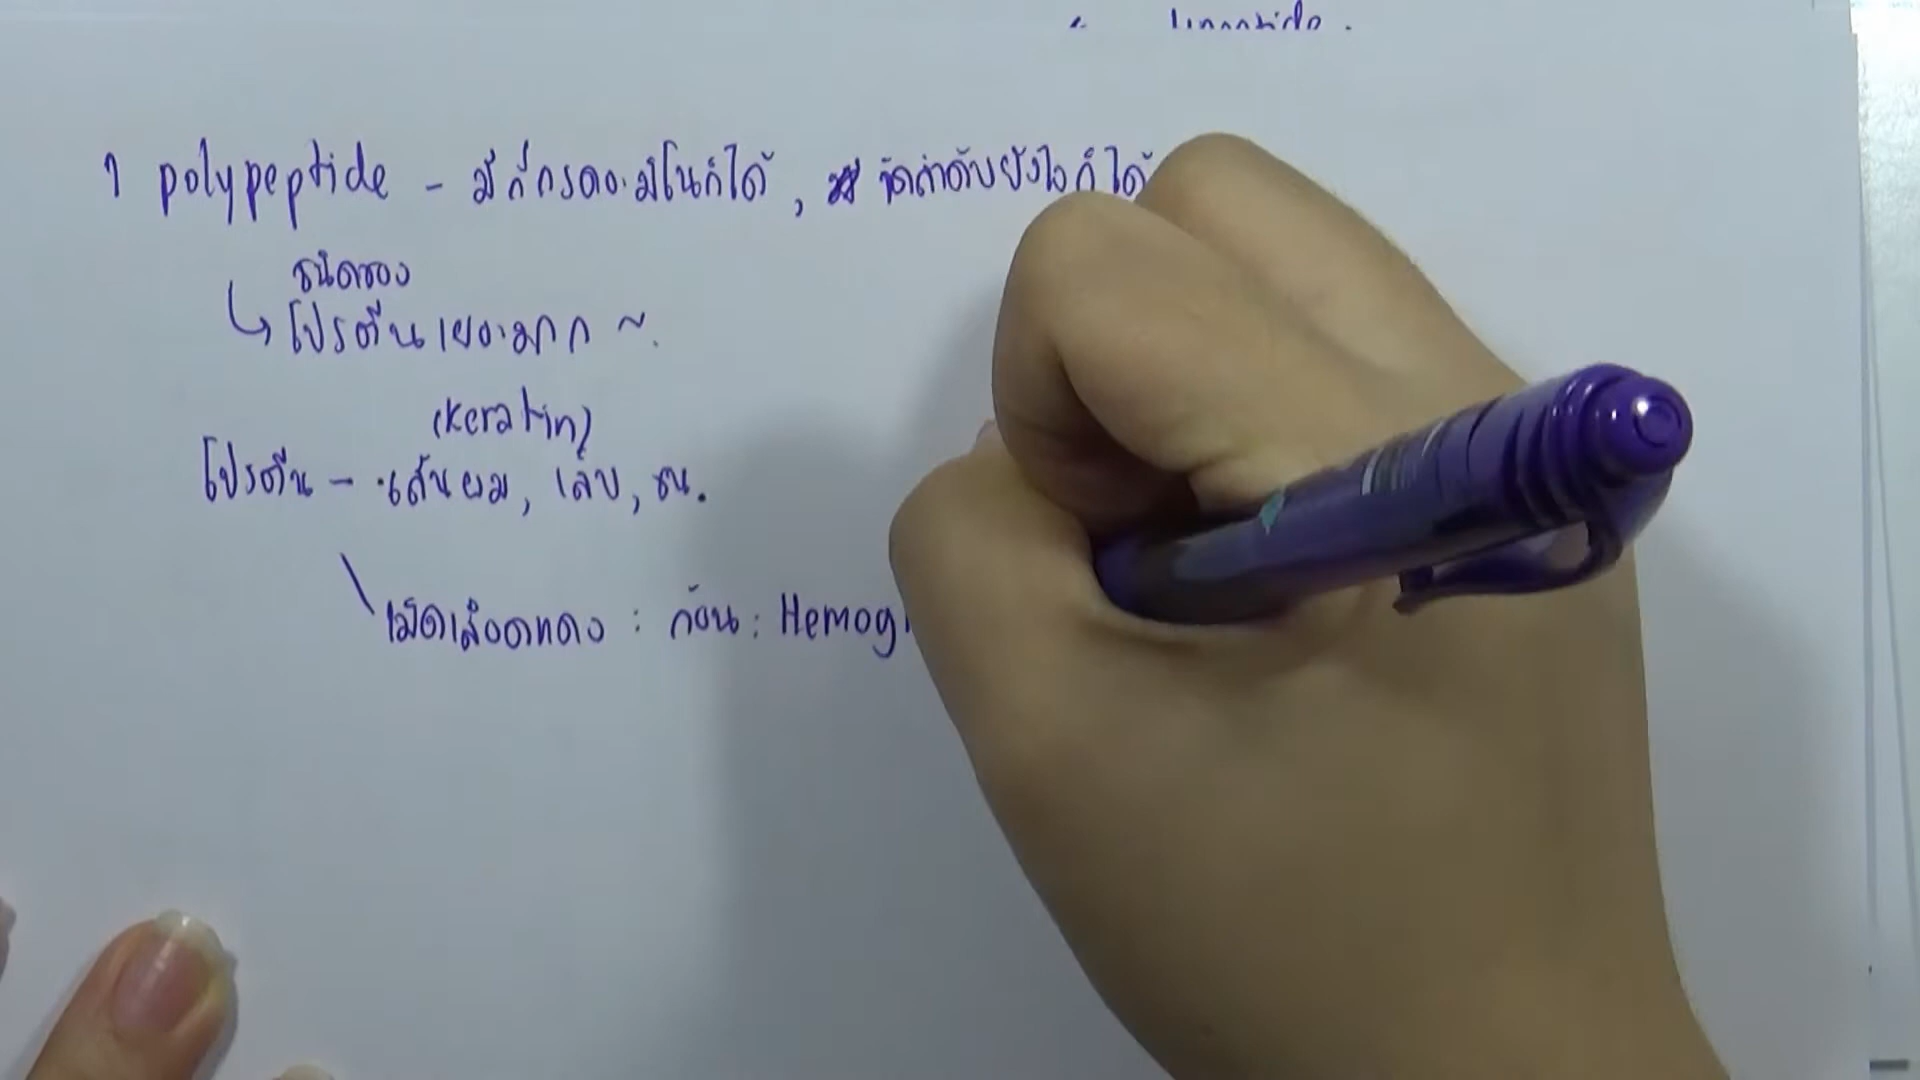 1 polypeptide - มีกี่กรดอะมิโนก็ได้, จัดลำดับยังไงก็ได้
ชนิดของ
↳ โปรตีนเยอะมาก ~.
(keratin)
โปรตีน - เส้นผม, เล็บ, ขน.
เม็ดเลือดแดง : ก้อน : Hemog